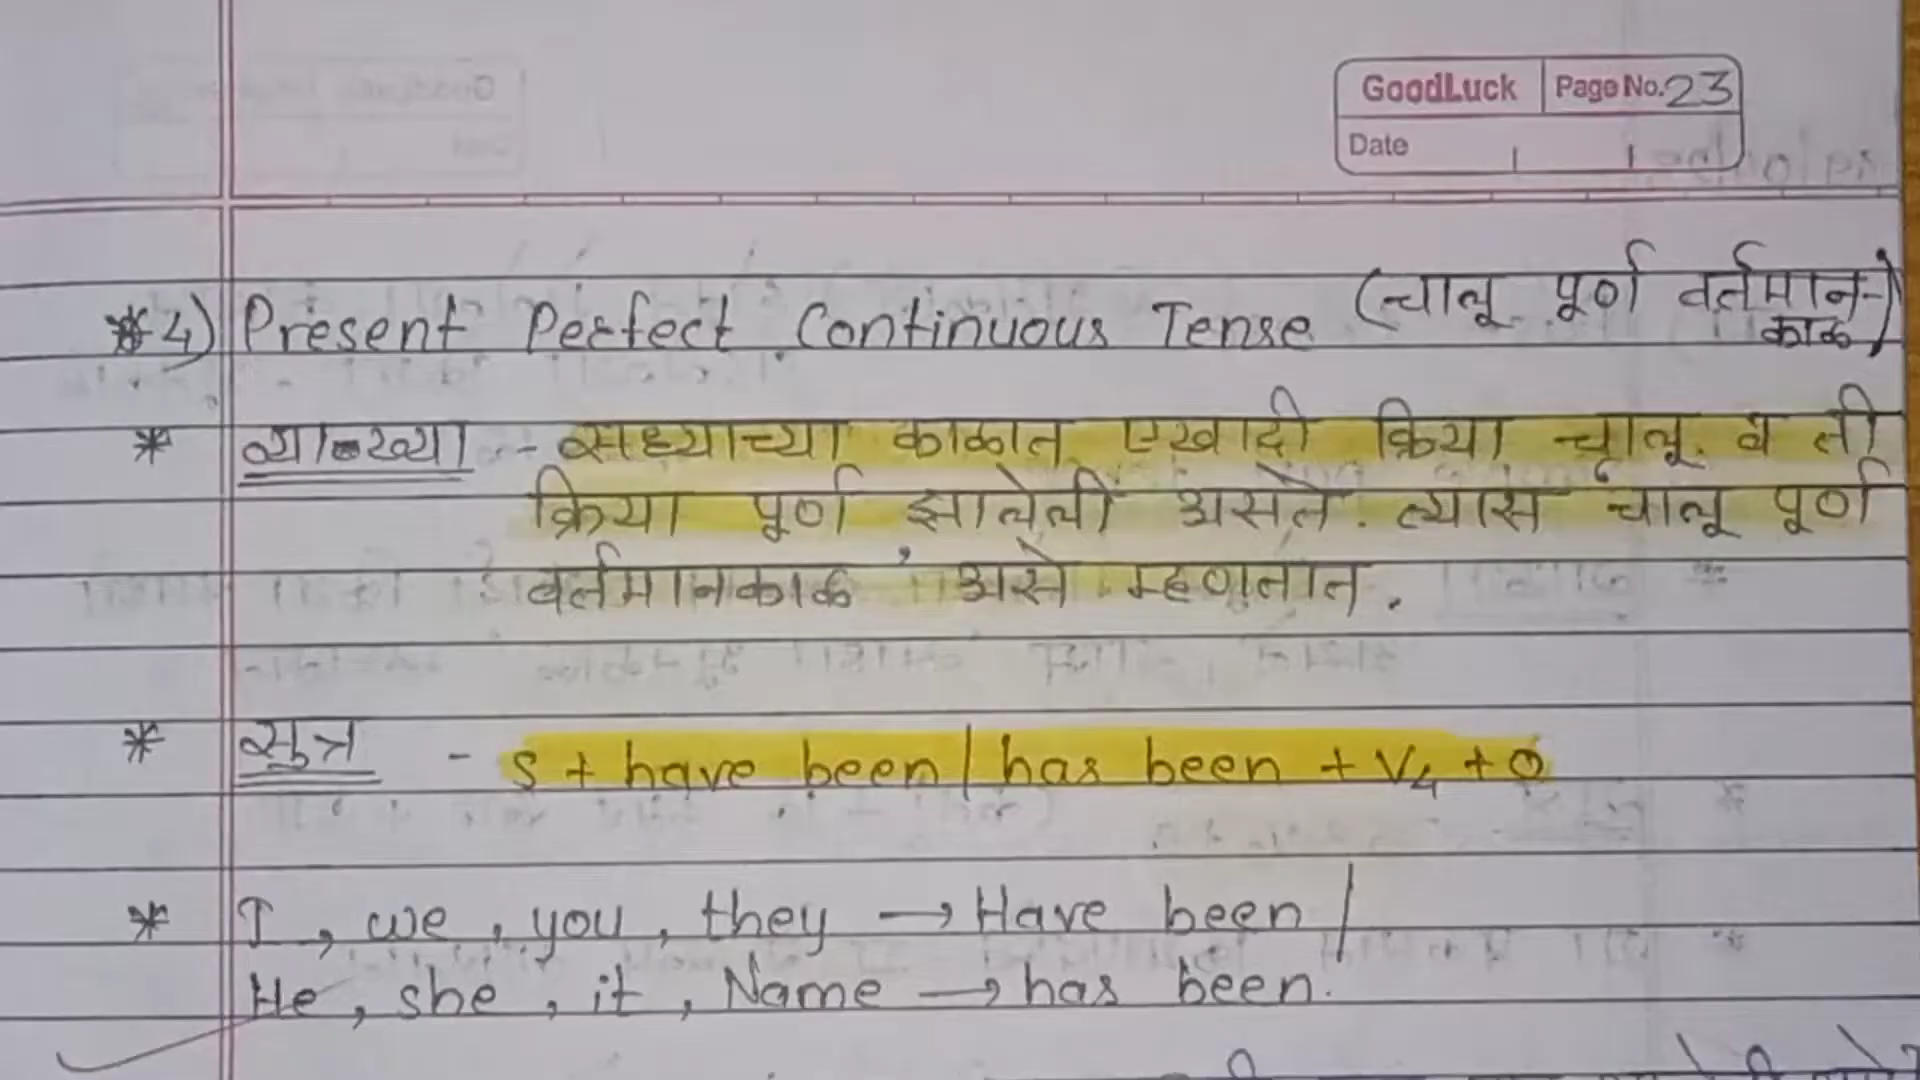 GoodLuck Page No. 23
Date
*4) Present Perfect Continuous Tense (चालू पूर्ण वर्तमान-
काळ)
* व्याख्या - सध्याच्या काळात एखादी क्रिया चालू व ती
क्रिया पूर्ण झालेली असते. त्यास चालू पूर्ण
वर्तमानकाळ' असे म्हणतात.
* सूत्र - S + have been / has been + V4 + O
* I, we, you, they → Have been /
He, she, it, Name → has been.